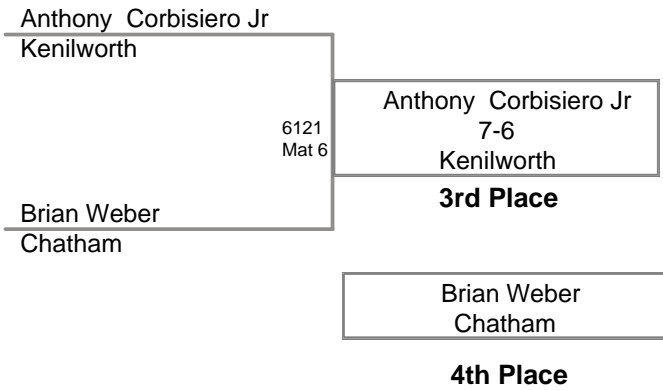 Anthony Corbisiero Jr
Kenilworth
6121
Mat 6
Anthony Corbisiero Jr
7-6
Kenilworth
3rd Place
Brian Weber
Chatham
Brian Weber
Chatham
4th Place